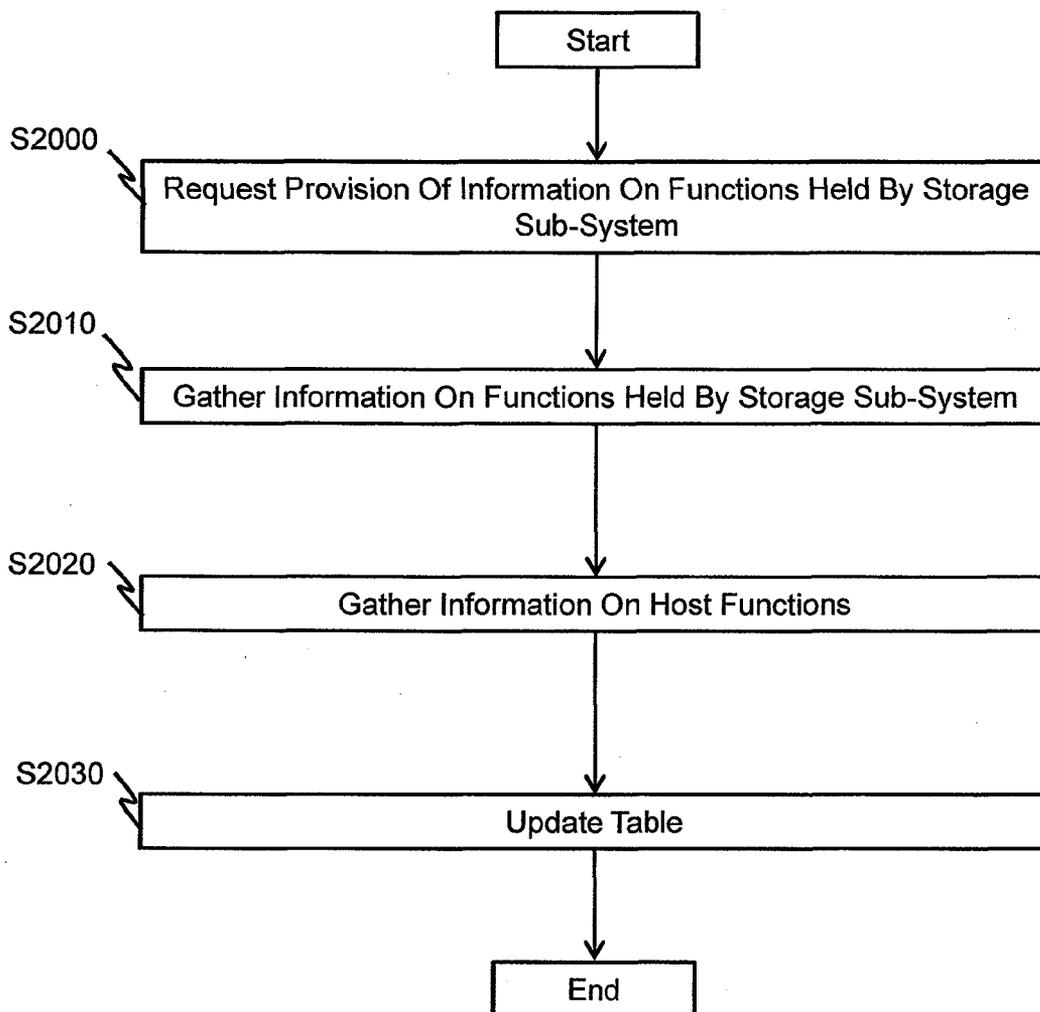 Start
S2000
Request Provision Of Information On Functions Held By Storage
Sub-System
S2010
Gather Information On Functions Held By Storage Sub-System
S2020
Gather Information On Host Functions
S2030
Update Table
End